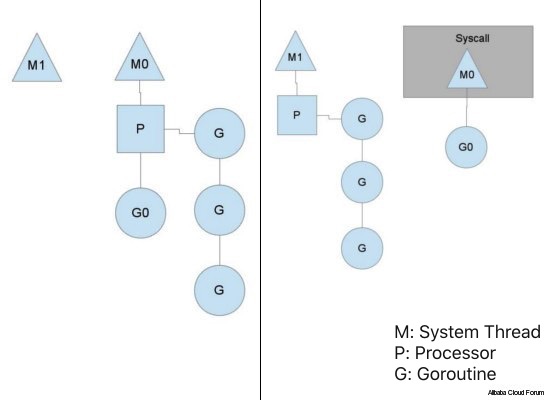 M1
M0
P
G
G0
G
G
M1
P
G
G
G
Syscall
M0
G0
M: System Thread
P: Processor
G: Goroutine
Alibaba Cloud Forum